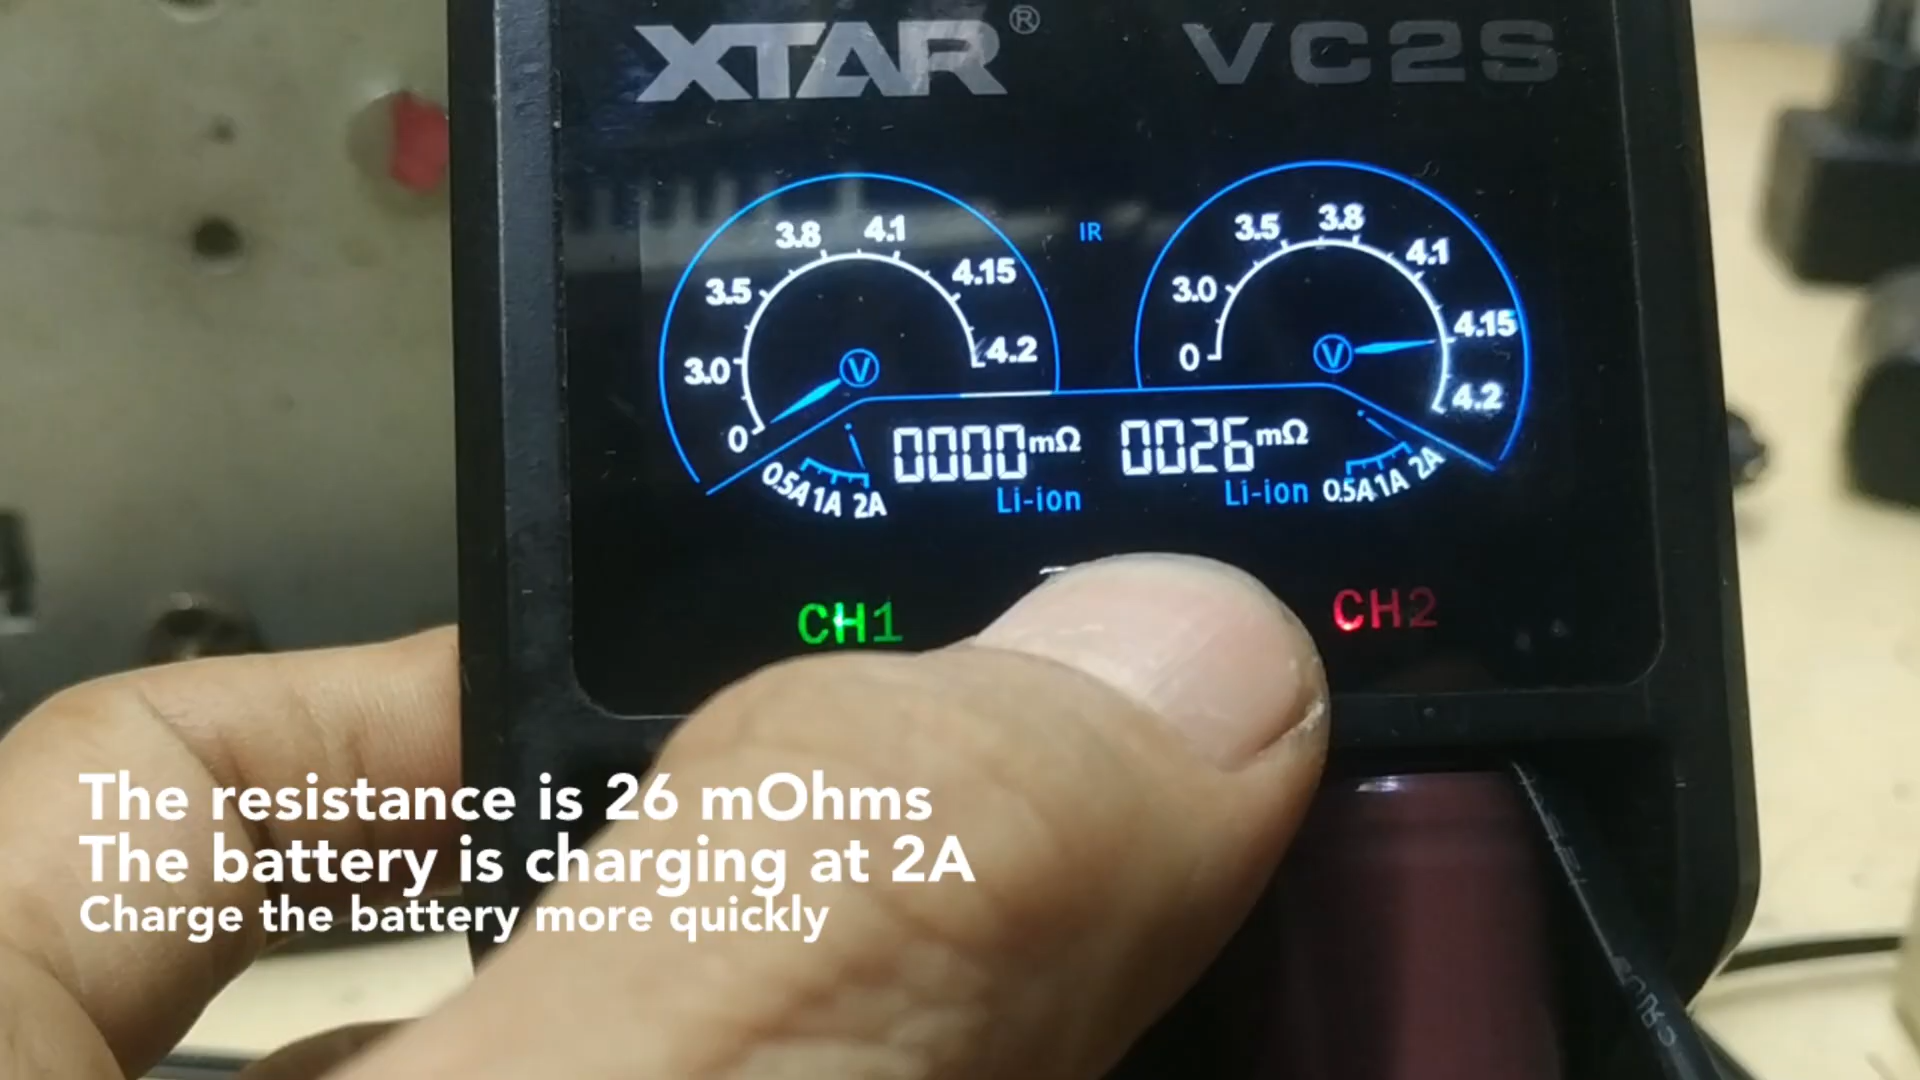 XTAR® VC2S
3.8 4.1
3.5 4.15
3.0 4.2
0
V
0.5A 1A 2A
IR
3.5 3.8
3.0 4.1
0 4.15
4.2
V
0000mΩ 0026mΩ
Li-ion Li-ion 0.5A 1A 2A
CH1 CH2
The resistance is 26 mOhms
The battery is charging at 2A
Charge the battery more quickly